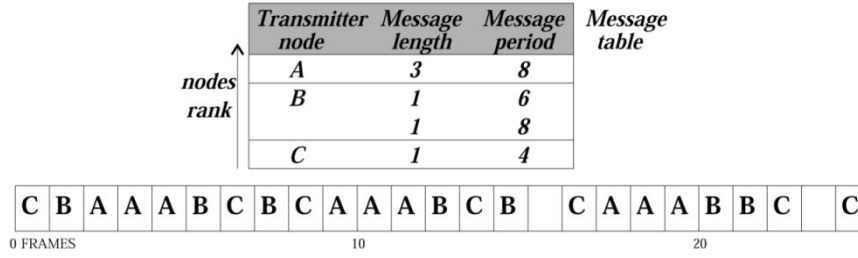 Transmitter node Message length Message period Message table
A 3 8
nodes rank
B 1 6
1 8
C 1 4
C B A A A B C B C A A A B C B C A A A B B C C
0 FRAMES 10 20